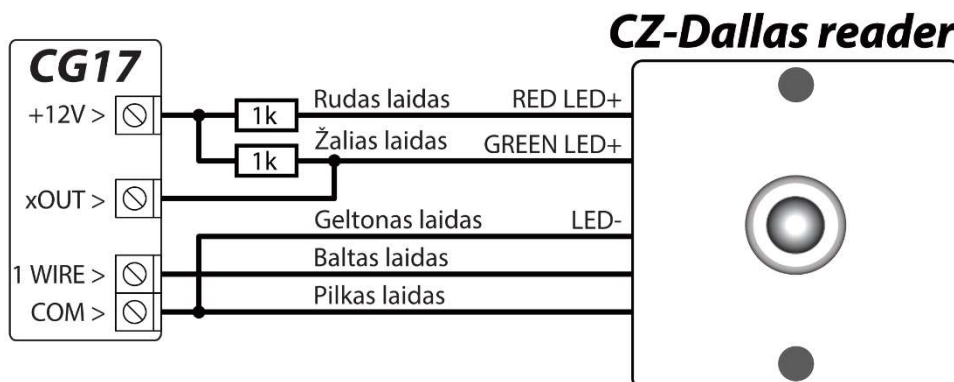 CZ-Dallas reader
CG17
+12V >
1k
Rudas laidas
RED LED+
1k
Žalias laidas
GREEN LED+
xOUT >
Geltonas laidas
LED-
1 WIRE >
Baltas laidas
COM >
Pilkas laidas